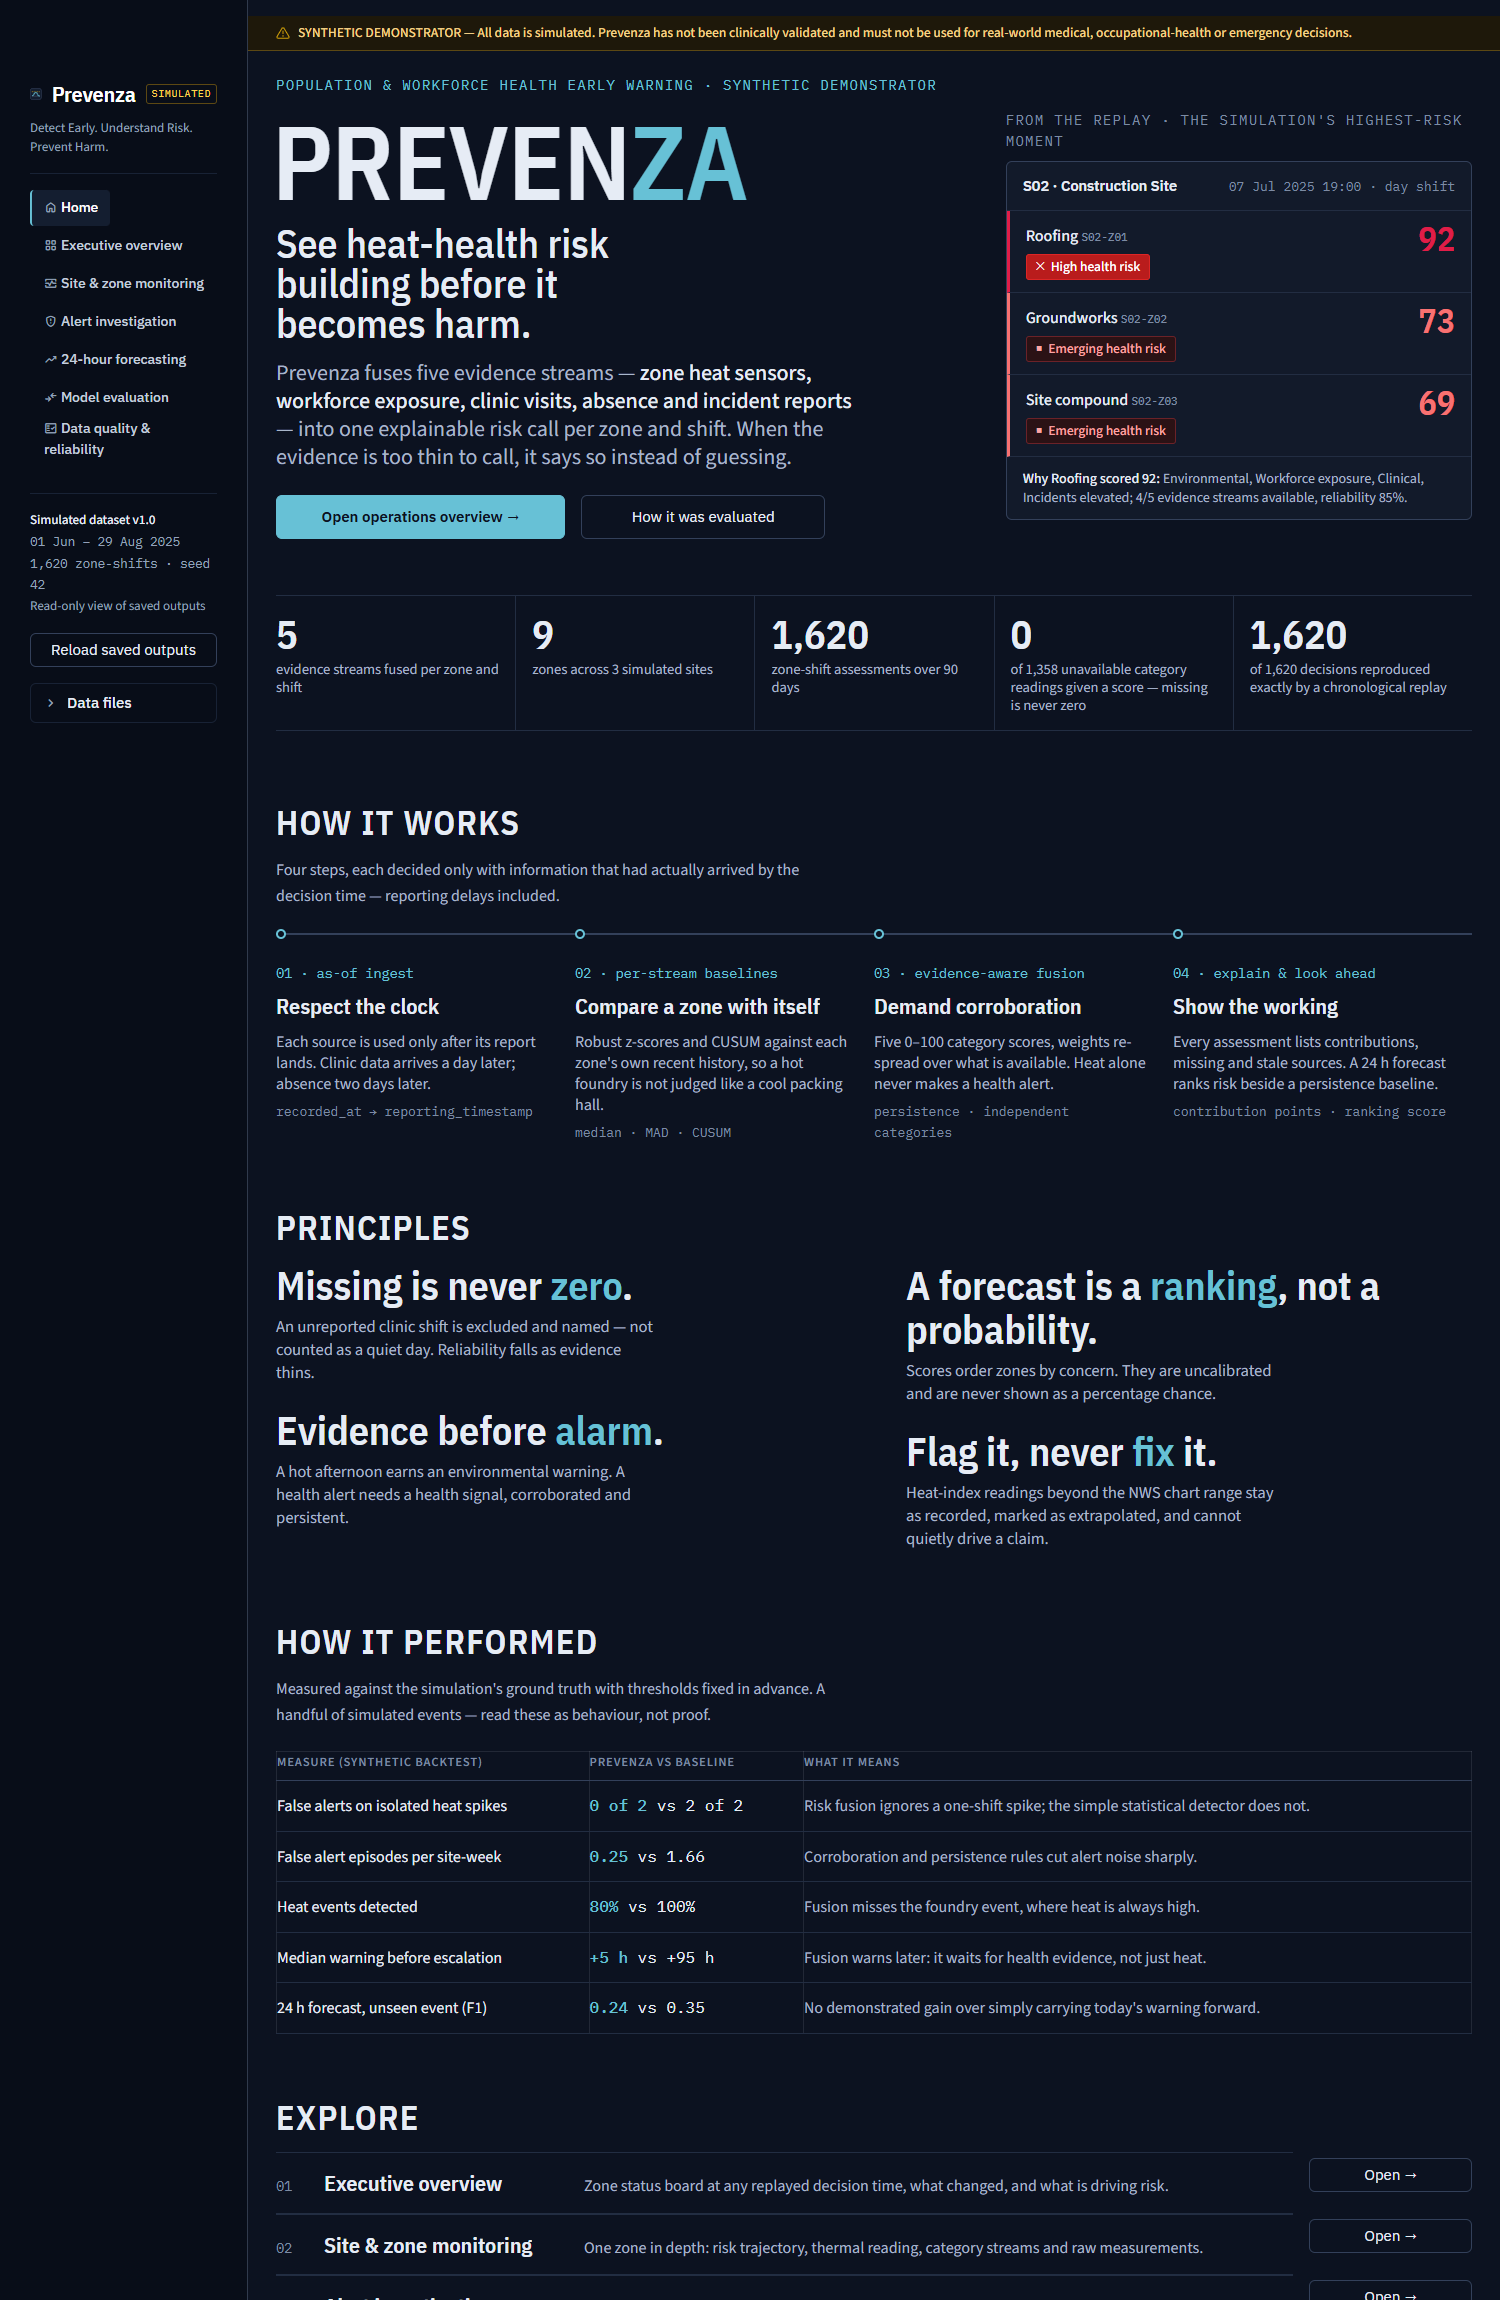 SYNTHETIC DEMONSTRATOR — All data is simulated. Prevenza has not been clinically validated and must not be used for real-world medical, occupational-health or emergency decisions.
Prevenza SIMULATED
Detect Early. Understand Risk.
Prevent Harm.
Home
Executive overview
Site & zone monitoring
Alert investigation
24-hour forecasting
Model evaluation
Data quality &
reliability
Simulated dataset v1.0
01 Jun – 29 Aug 2025
1,620 zone-shifts · seed
42
Read-only view of saved outputs
Reload saved outputs
Data files
POPULATION & WORKFORCE HEALTH EARLY WARNING · SYNTHETIC DEMONSTRATOR
PREVENZA
See heat-health risk
building before it
becomes harm.
Prevenza fuses five evidence streams — zone heat sensors,
workforce exposure, clinic visits, absence and incident reports
— into one explainable risk call per zone and shift. When the
evidence is too thin to call, it says so instead of guessing.
Open operations overview →
How it was evaluated
FROM THE REPLAY · THE SIMULATION'S HIGHEST-RISK
MOMENT
S02 · Construction Site 07 Jul 2025 19:00 · day shift
Roofing S02-Z01 92
× High health risk
Groundworks S02-Z02 73
▪ Emerging health risk
Site compound S02-Z03 69
▪ Emerging health risk
Why Roofing scored 92: Environmental, Workforce exposure, Clinical,
Incidents elevated; 4/5 evidence streams available, reliability 85%.
5
evidence streams fused per zone and
shift
9
zones across 3 simulated sites
1,620
zone-shift assessments over 90
days
0
of 1,358 unavailable category
readings given a score — missing
is never zero
1,620
of 1,620 decisions reproduced
exactly by a chronological replay
HOW IT WORKS
Four steps, each decided only with information that had actually arrived by the
decision time — reporting delays included.
01 · as-of ingest
Respect the clock
Each source is used only after its report
lands. Clinic data arrives a day later;
absence two days later.
recorded_at → reporting_timestamp
02 · per-stream baselines
Compare a zone with itself
Robust z-scores and CUSUM against each
zone's own recent history, so a hot
foundry is not judged like a cool packing
hall.
median · MAD · CUSUM
03 · evidence-aware fusion
Demand corroboration
Five 0–100 category scores, weights re-
spread over what is available. Heat alone
never makes a health alert.
persistence · independent
categories
04 · explain & look ahead
Show the working
Every assessment lists contributions,
missing and stale sources. A 24 h forecast
ranks risk beside a persistence baseline.
contribution points · ranking score
PRINCIPLES
Missing is never zero.
An unreported clinic shift is excluded and named — not
counted as a quiet day. Reliability falls as evidence
thins.
Evidence before alarm.
A hot afternoon earns an environmental warning. A
health alert needs a health signal, corroborated and
persistent.
A forecast is a ranking, not a
probability.
Scores order zones by concern. They are uncalibrated
and are never shown as a percentage chance.
Flag it, never fix it.
Heat-index readings beyond the NWS chart range stay
as recorded, marked as extrapolated, and cannot
quietly drive a claim.
HOW IT PERFORMED
Measured against the simulation's ground truth with thresholds fixed in advance. A
handful of simulated events — read these as behaviour, not proof.
MEASURE (SYNTHETIC BACKTEST) PREVENZA VS BASELINE WHAT IT MEANS
False alerts on isolated heat spikes 0 of 2 vs 2 of 2 Risk fusion ignores a one-shift spike; the simple statistical detector does not.
False alert episodes per site-week 0.25 vs 1.66 Corroboration and persistence rules cut alert noise sharply.
Heat events detected 80% vs 100% Fusion misses the foundry event, where heat is always high.
Median warning before escalation +5 h vs +95 h Fusion warns later: it waits for health evidence, not just heat.
24 h forecast, unseen event (F1) 0.24 vs 0.35 No demonstrated gain over simply carrying today's warning forward.
EXPLORE
01 Executive overview Zone status board at any replayed decision time, what changed, and what is driving risk. Open →
02 Site & zone monitoring One zone in depth: risk trajectory, thermal reading, category streams and raw measurements. Open →
Open →